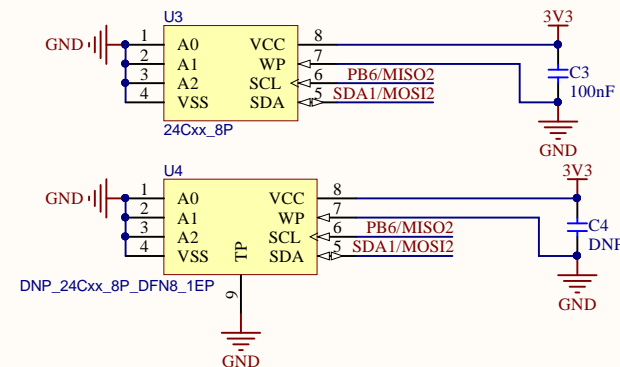 U3
3V3
GND 1 A0 VCC 8
2 A1 WP 7
3 A2 SCL 6 PB6/MISO2
4 VSS SDA 5 SDA1/MOSI2
C3
100nF
24Cxx_8P
GND
U4
3V3
GND 1 A0 VCC 8
2 A1 WP 7
3 A2 SCL 6 PB6/MISO2
4 VSS SDA 5 SDA1/MOSI2
TP
C4
DNP
DNP_24Cxx_8P_DFN8_1EP
9
GND
GND